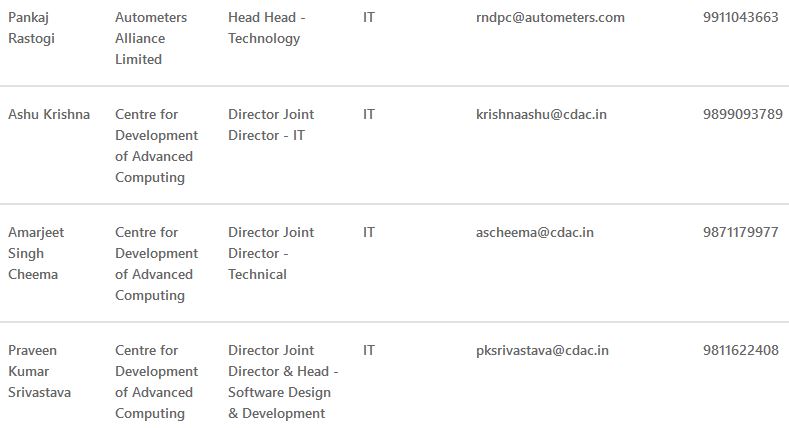 Pankaj Autometers Head Head - IT rndpc@autometers.com 9911043663
Rastogi Alliance Technology
Limited
Ashu Krishna Centre for Director Joint IT krishnaashu@cdac.in 9899093789
Development Director - IT
of Advanced
Computing
Amarjeet Centre for Director Joint IT ascheema@cdac.in 9871179977
Singh Development Director -
Cheema of Advanced Technical
Computing
Praveen Centre for Director Joint IT pksrivastava@cdac.in 9811622408
Kumar Development Director & Head -
Srivastava of Advanced Software Design
Computing & Development